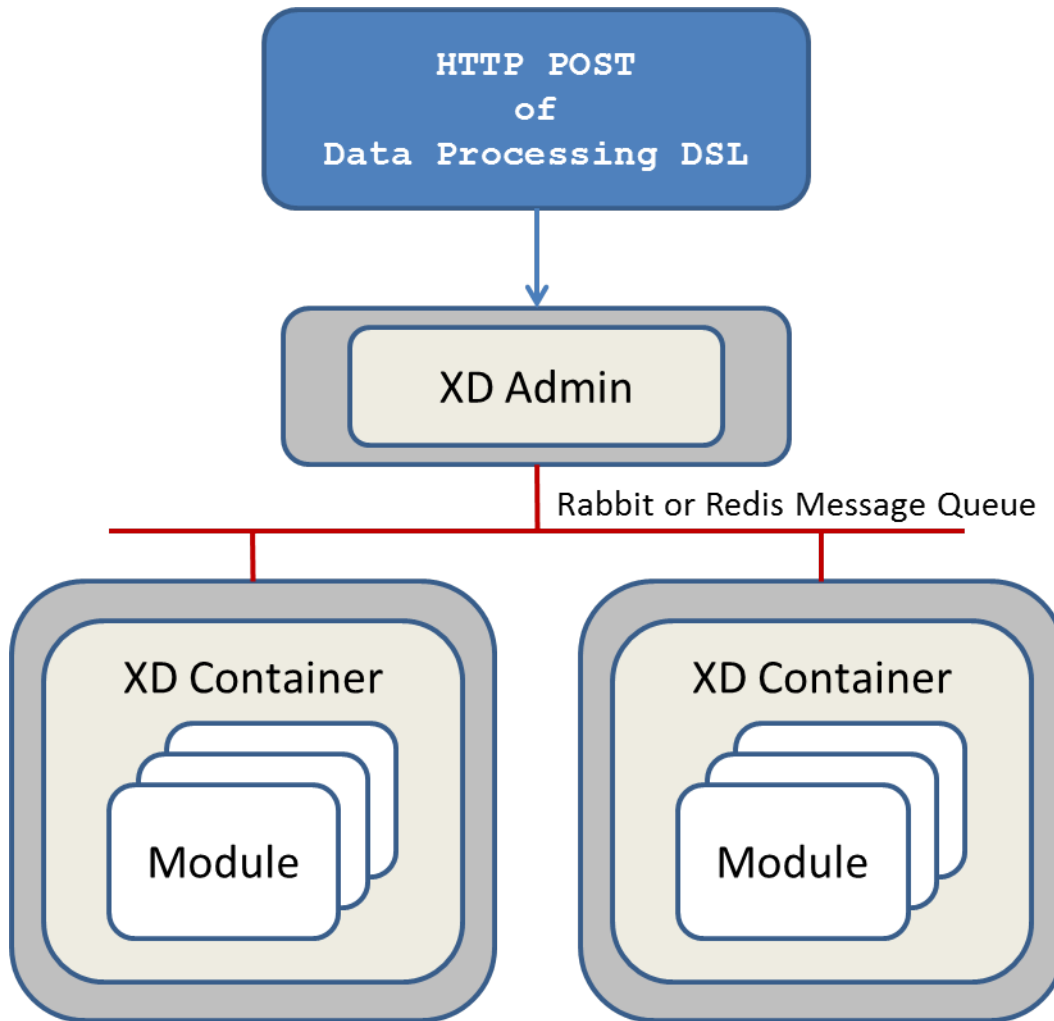 HTTP POST
of
Data Processing DSL
XD Admin
Rabbit or Redis Message Queue
XD Container
Module
XD Container
Module